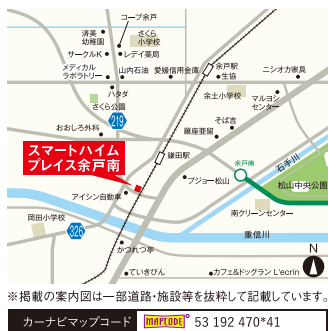 コープ余戸
済美
幼稚園
さくら
小学校
サークルK
レデイ薬局
余戸駅
メディカル
ラボラトリー
山内石油
愛媛信用金庫
生協
ニシオカ家具
ハタダ
さくら公園
余土小学校
マルヨシ
センター
219
おおしろ外科
そば吉
羅座留
スマートハイム
プレイス余戸南
鎌田駅
余戸南
石手川
プジョー松山
松山中央公園
アイシン自動車
岡田小学校
南クリーンセンター
326
重信川
かつれつ亭
N
ていきびん
カフェ&ドッグラン L'ecrin
※掲載の案内図は一部道路・施設等を抜粋して記載しています。
カーナビマップコード
MAPCODE
53 192 470*41